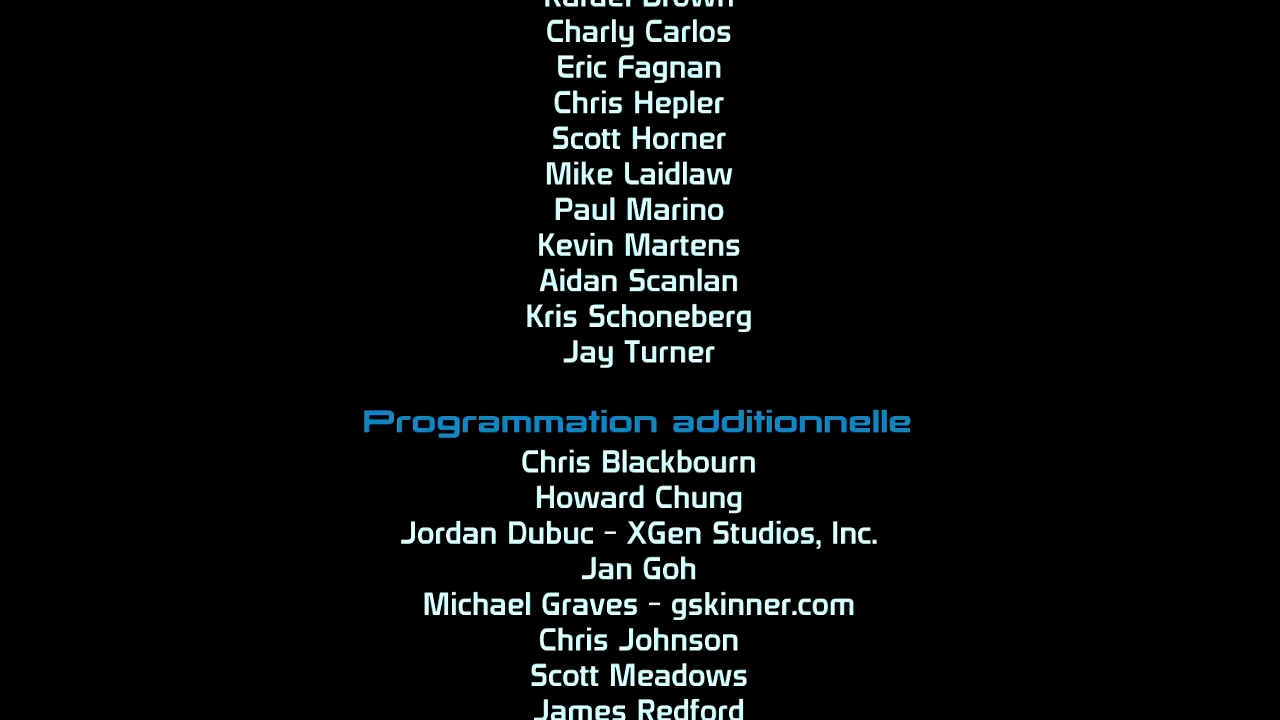 Rafael Brown
Charly Carlos
Eric Fagnan
Chris Hepler
Scott Horner
Mike Laidlaw
Paul Marino
Kevin Martens
Aidan Scanlan
Kris Schoneberg
Jay Turner
Programmation additionnelle
Chris Blackbourn
Howard Chung
Jordan Dubuc - XGen Studios, Inc.
Jan Goh
Michael Graves - gskinner.com
Chris Johnson
Scott Meadows
James Redford